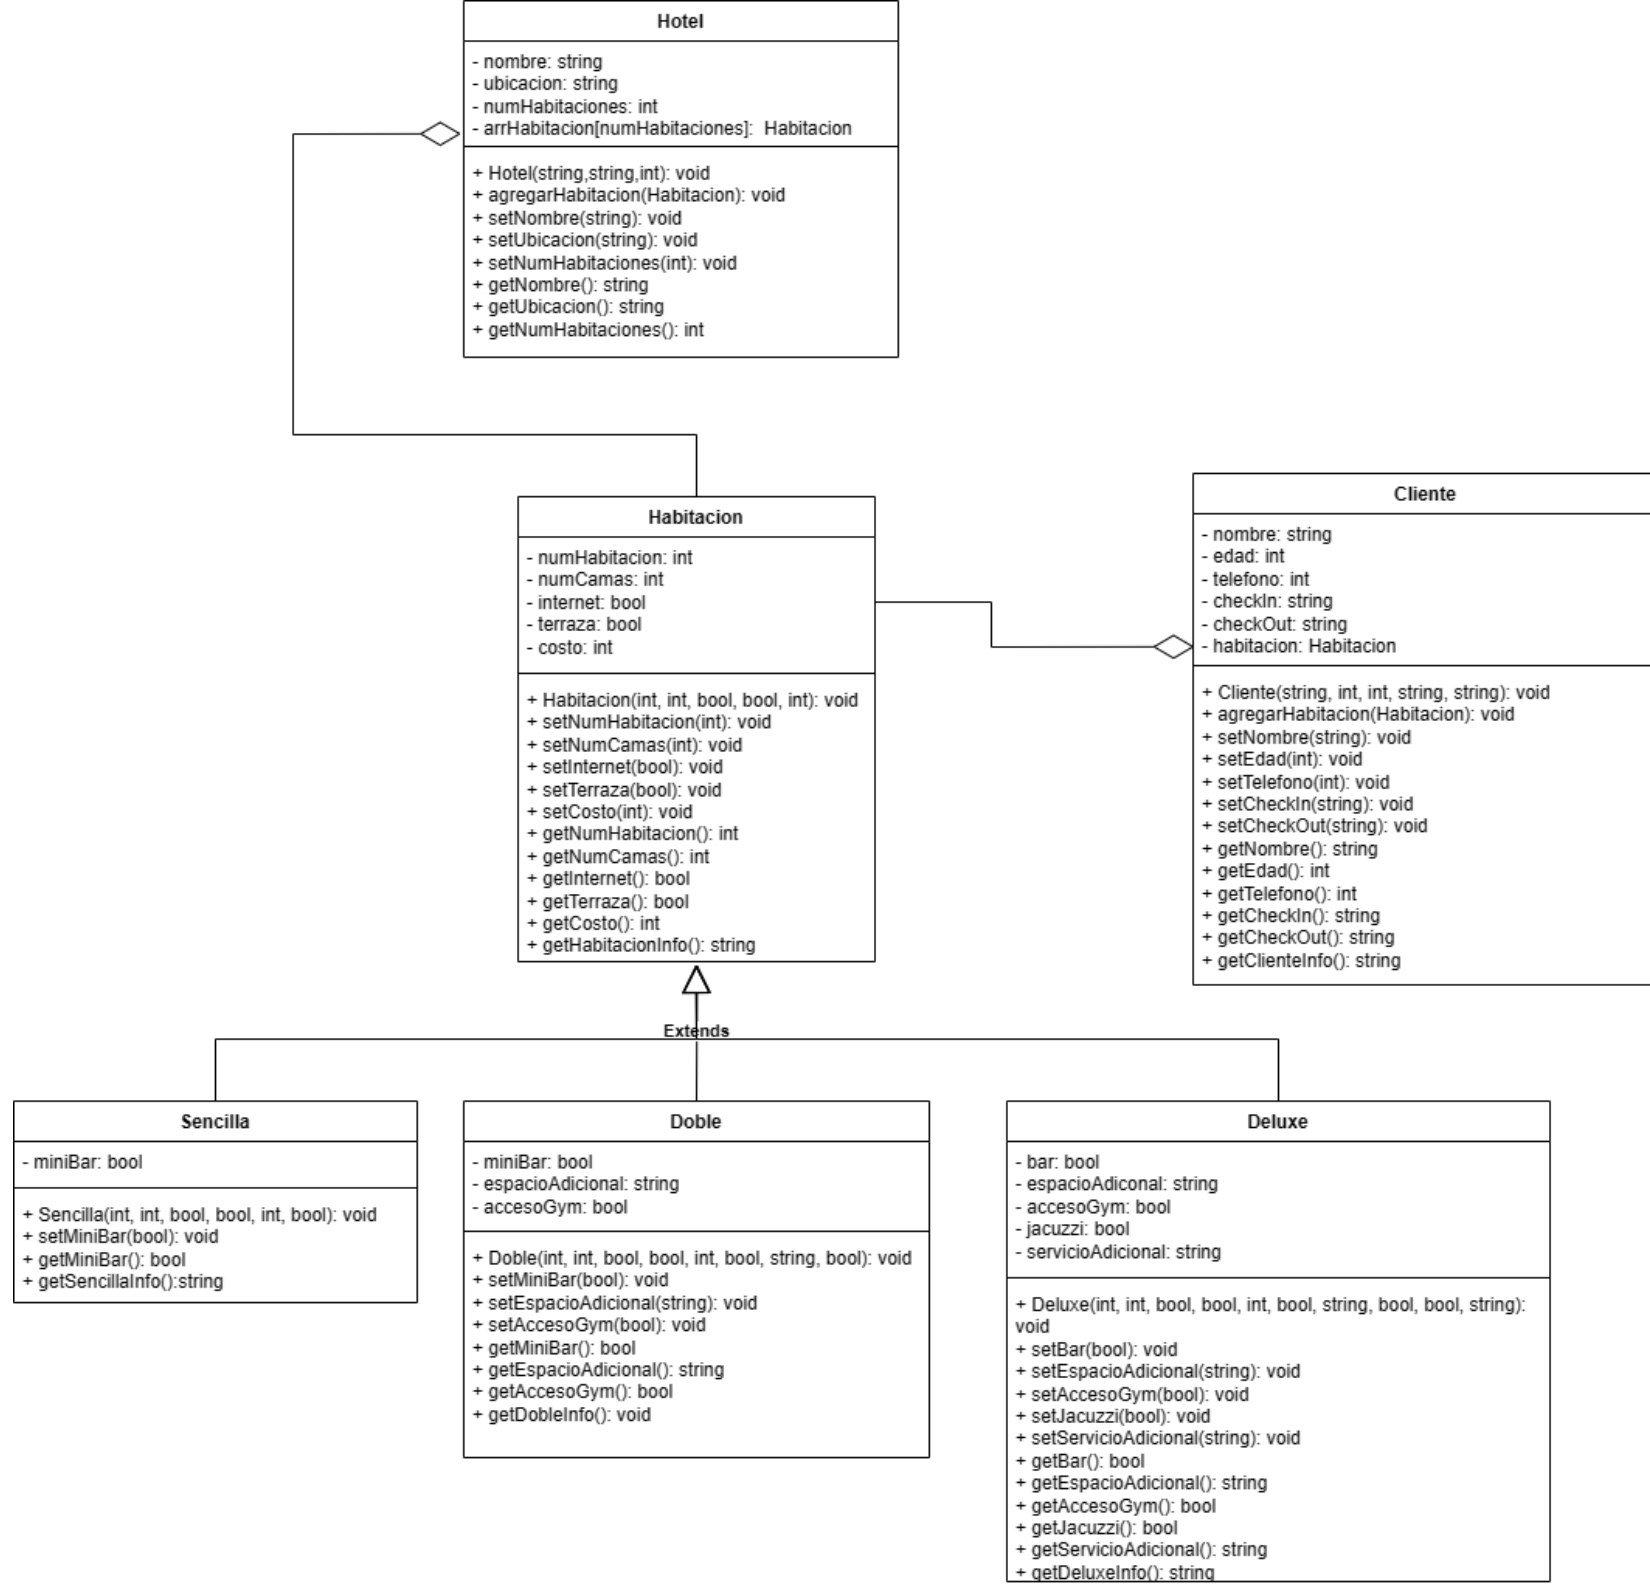 Hotel
- nombre: string
- ubicacion: string
- numHabitaciones: int
- arrHabitacion[numHabitaciones]:  Habitacion
+ Hotel(string,string,int): void
+ agregarHabitacion(Habitacion): void
+ setNombre(string): void
+ setUbicacion(string): void
+ setNumHabitaciones(int): void
+ getNombre(): string
+ getUbicacion(): string
+ getNumHabitaciones(): int
Habitacion
- numHabitacion: int
- numCamas: int
- internet: bool
- terraza: bool
- costo: int
+ Habitacion(int, int, bool, bool, int): void
+ setNumHabitacion(int): void
+ setNumCamas(int): void
+ setInternet(bool): void
+ setTerraza(bool): void
+ setCosto(int): void
+ getNumHabitacion(): int
+ getNumCamas(): int
+ getInternet(): bool
+ getTerraza(): bool
+ getCosto(): int
+ getHabitacionInfo(): string
Cliente
- nombre: string
- edad: int
- telefono: int
- checkIn: string
- checkOut: string
- habitacion: Habitacion
+ Cliente(string, int, int, string, string): void
+ agregarHabitacion(Habitacion): void
+ setNombre(string): void
+ setEdad(int): void
+ setTelefono(int): void
+ setCheckIn(string): void
+ setCheckOut(string): void
+ getNombre(): string
+ getEdad(): int
+ getTelefono(): int
+ getCheckIn(): string
+ getCheckOut(): string
+ getClienteInfo(): string
Extends
Sencilla
- miniBar: bool
+ Sencilla(int, int, bool, bool, int, bool): void
+ setMiniBar(bool): void
+ getMiniBar(): bool
+ getSencillaInfo():string
Doble
- miniBar: bool
- espacioAdicional: string
- accesoGym: bool
+ Doble(int, int, bool, bool, int, bool, string, bool): void
+ setMiniBar(bool): void
+ setEspacioAdicional(string): void
+ setAccesoGym(bool): void
+ getMiniBar(): bool
+ getEspacioAdicional(): string
+ getAccesoGym(): bool
+ getDobleInfo(): void
Deluxe
- bar: bool
- espacioAdiconal: string
- accesoGym: bool
- jacuzzi: bool
- servicioAdicional: string
+ Deluxe(int, int, bool, bool, int, bool, string, bool, bool, string):
void
+ setBar(bool): void
+ setEspacioAdicional(string): void
+ setAccesoGym(bool): void
+ setJacuzzi(bool): void
+ setServicioAdicional(string): void
+ getBar(): bool
+ getEspacioAdicional(): string
+ getAccesoGym(): bool
+ getJacuzzi(): bool
+ getServicioAdicional(): string
+ getDeluxeInfo(): string